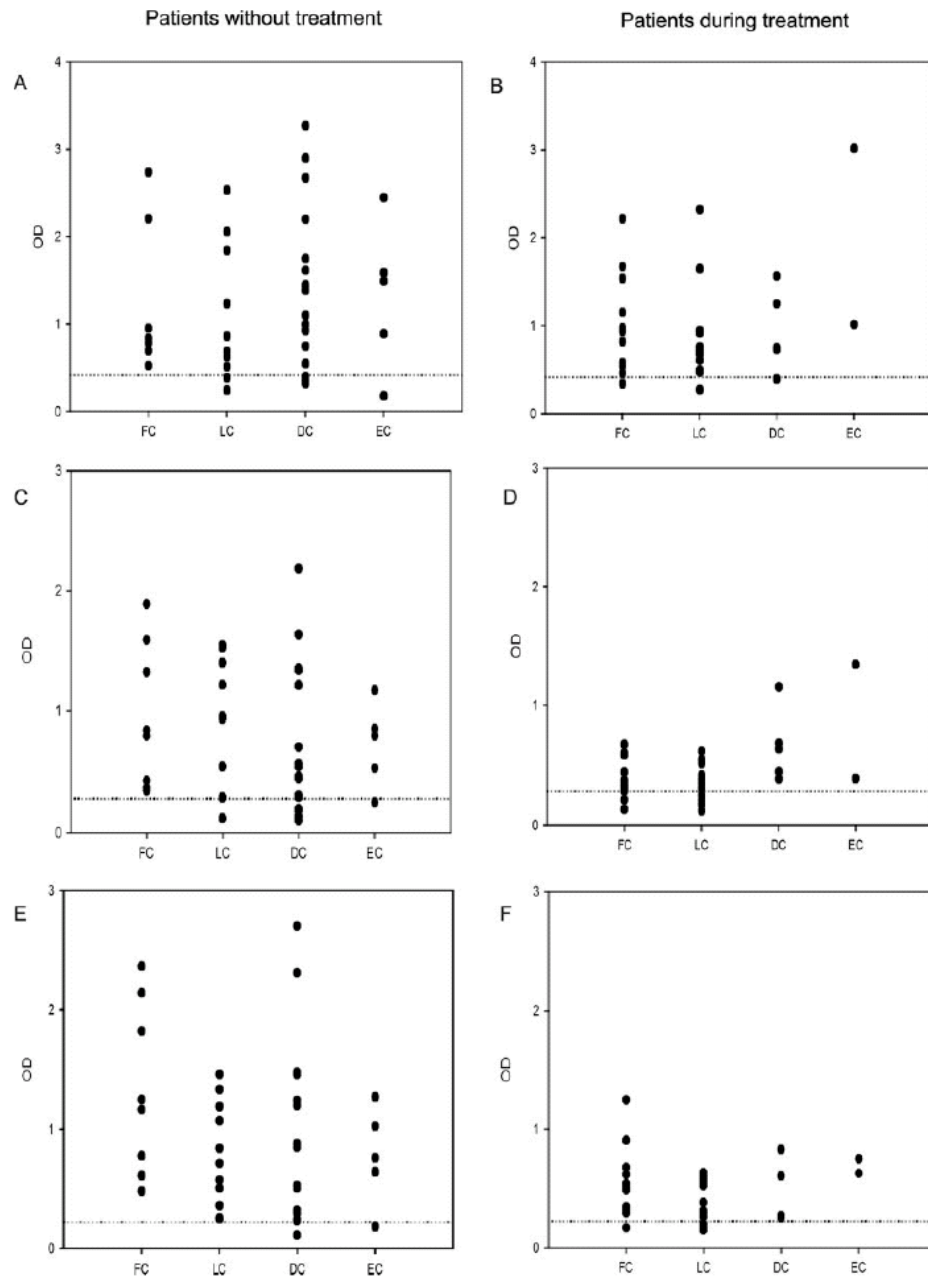 Patients without treatment
Patients during treatment
A
4
3
2
1
0
OD
FC LC DC EC
B
4
3
2
1
0
OD
FC LC DC EC
C
3
2
1
0
OD
FC LC DC EC
D
3
2
1
0
OD
FC LC DC EC
E
3
2
1
0
OD
FC LC DC EC
F
3
2
1
0
OD
FC LC DC EC